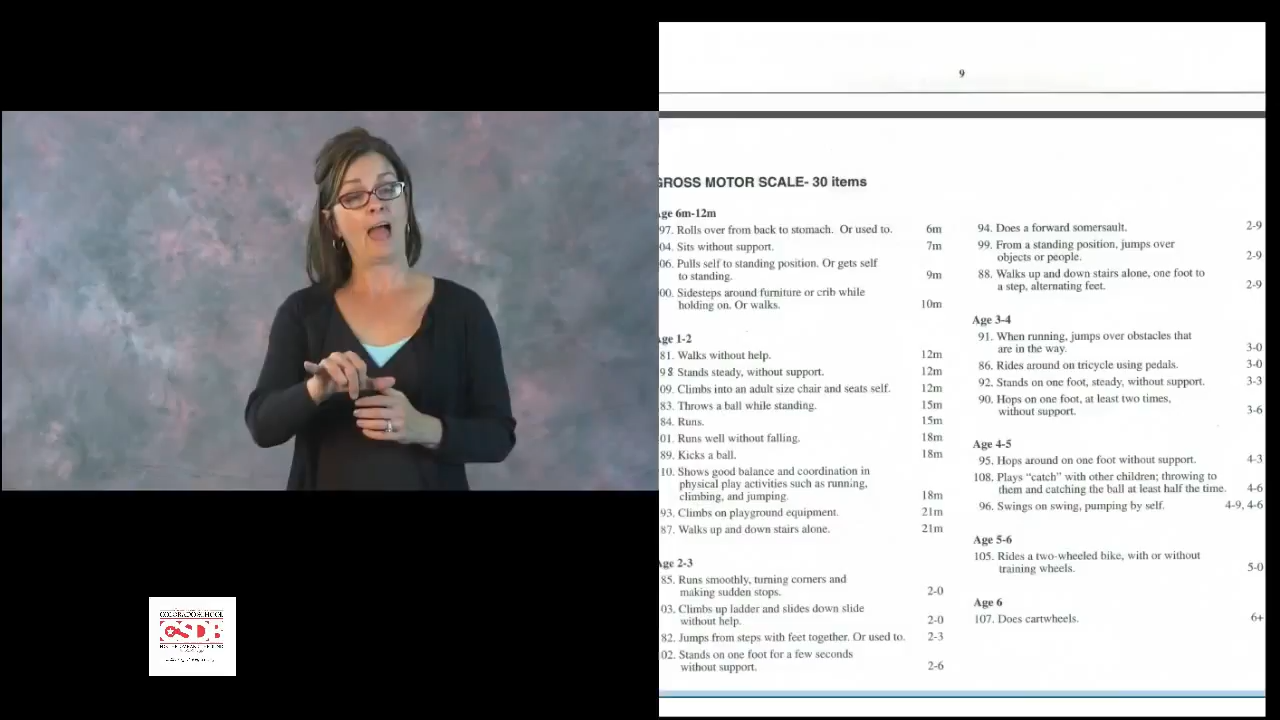 9
GROSS MOTOR SCALE- 30 items
Age 6m-12m
97. Rolls over from back to stomach. Or used to. 6m
04. Sits without support. 7m
06. Pulls self to standing position. Or gets self
to standing. 9m
00. Sidesteps around furniture or crib while
holding on. Or walks. 10m
Age 1-2
81. Walks without help. 12m
98 Stands steady, without support. 12m
09. Climbs into an adult size chair and seats self. 12m
83. Throws a ball while standing. 15m
84. Runs. 15m
01. Runs well without falling. 18m
89. Kicks a ball. 18m
10. Shows good balance and coordination in
physical play activities such as running,
climbing, and jumping. 18m
93. Climbs on playground equipment. 21m
87. Walks up and down stairs alone. 21m
Age 2-3
85. Runs smoothly, turning corners and
making sudden stops. 2-0
03. Climbs up ladder and slides down slide
without help. 2-0
82. Jumps from steps with feet together. Or used to. 2-3
02. Stands on one foot for a few seconds
without support. 2-6
94. Does a forward somersault. 2-9
99. From a standing position, jumps over
objects or people. 2-9
88. Walks up and down stairs alone, one foot to
a step, alternating feet. 2-9
Age 3-4
91. When running, jumps over obstacles that
are in the way. 3-0
86. Rides around on tricycle using pedals. 3-0
92. Stands on one foot, steady, without support. 3-3
90. Hops on one foot, at least two times,
without support. 3-6
Age 4-5
95. Hops around on one foot without support. 4-3
108. Plays “catch” with other children; throwing to
them and catching the ball at least half the time. 4-6
96. Swings on swing, pumping by self. 4-9, 4-6
Age 5-6
105. Rides a two-wheeled bike, with or without
training wheels. 5-0
Age 6
107. Does cartwheels. 6+
COLORADO SCHOOL
CSDB